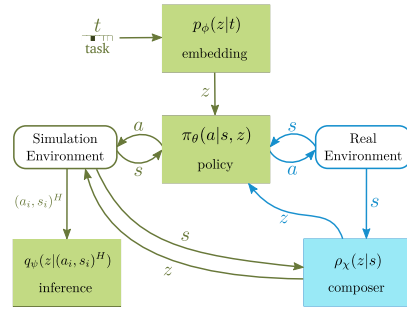 t
task
p_ϕ(z|t)
embedding
z
a
s
π_θ(a|s, z)
policy
s
a
Simulation
Environment
Real
Environment
(a_i, s_i)^H
s
z
z
s
q_ψ(z|(a_i, s_i)^H)
inference
ρ_χ(z|s)
composer